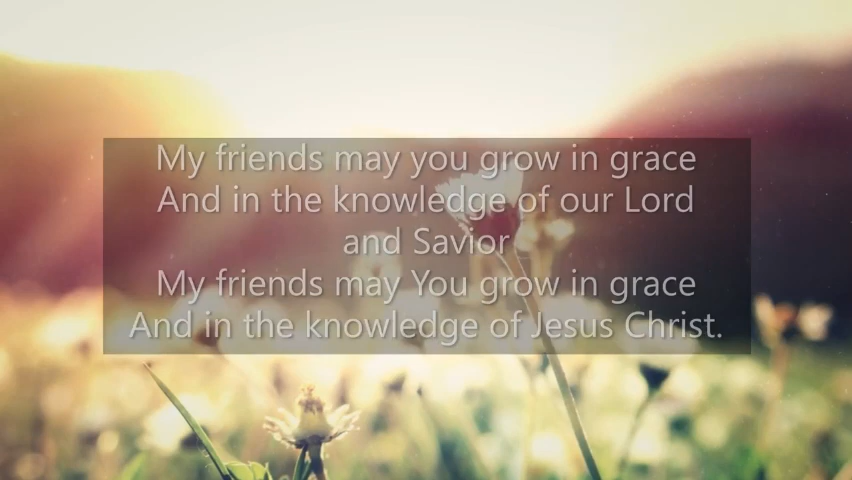 My friends may you grow in grace
And in the knowledge of our Lord
and Savior
My friends may You grow in grace
And in the knowledge of Jesus Christ.